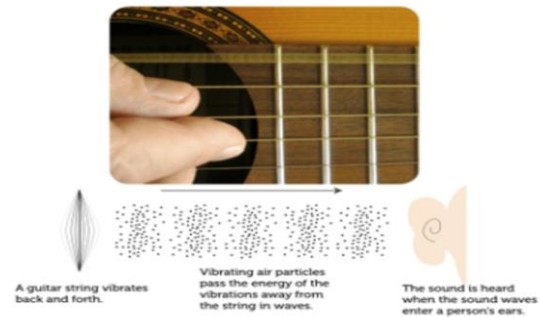 A guitar string vibrates
back and forth.
Vibrating air particles
pass the energy of the
vibrations away from
the string in waves.
The sound is heard
when the sound waves
enter a person's ears.